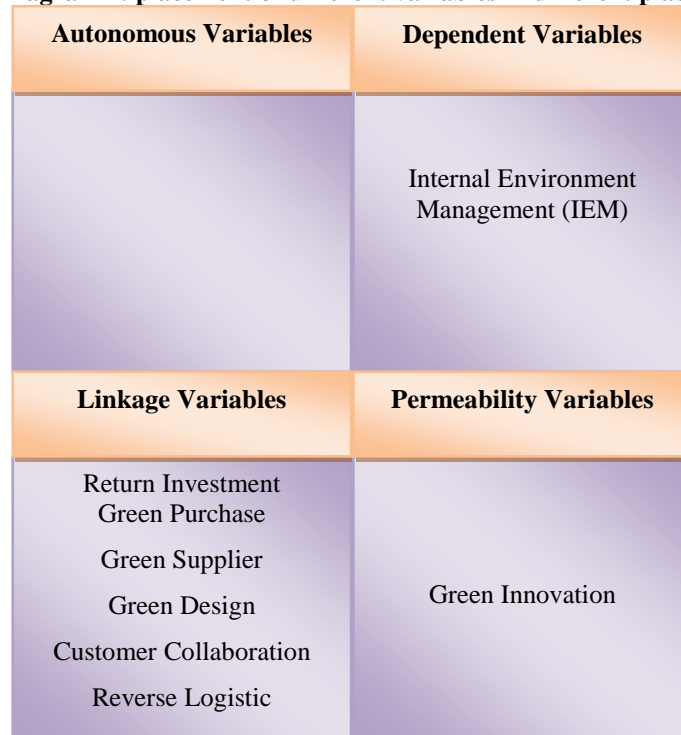 Autonomous Variables
Dependent Variables
Internal Environment
Management (IEM)
Linkage Variables
Permeability Variables
Return Investment
Green Purchase
Green Supplier
Green Design
Customer Collaboration
Reverse Logistic
Green Innovation